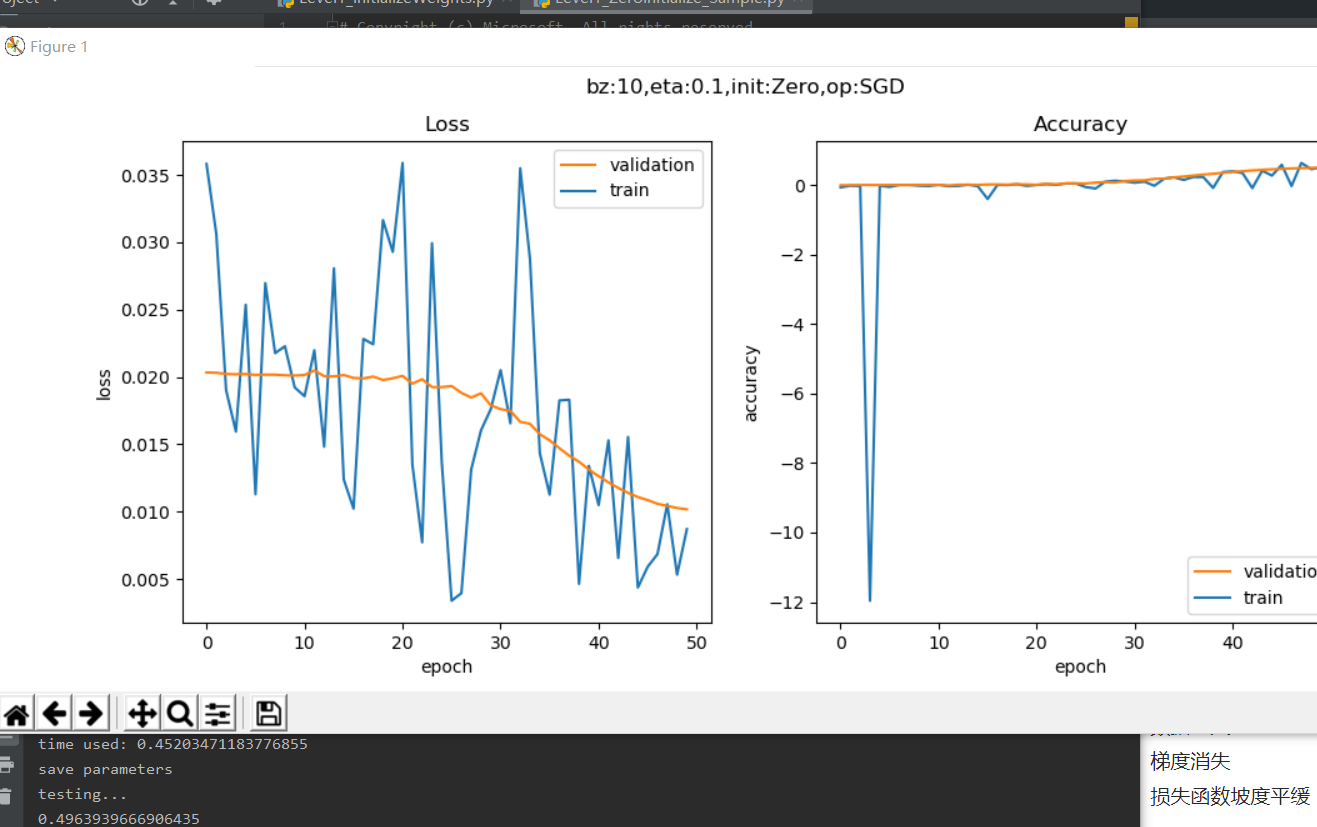 Figure 1
bz:10,eta:0.1,init:Zero,op:SGD
Loss
validation
train
0.035
0.030
0.025
0.020
0.015
0.010
0.005
loss
0
10
20
30
40
50
epoch
Accuracy
0
−2
−4
−6
−8
−10
−12
accuracy
validatio
train
0
10
20
30
40
epoch
time used: 0.45203471183776855
save parameters
testing...
0.4963939666906435
梯度消失
损失函数坡度平缓